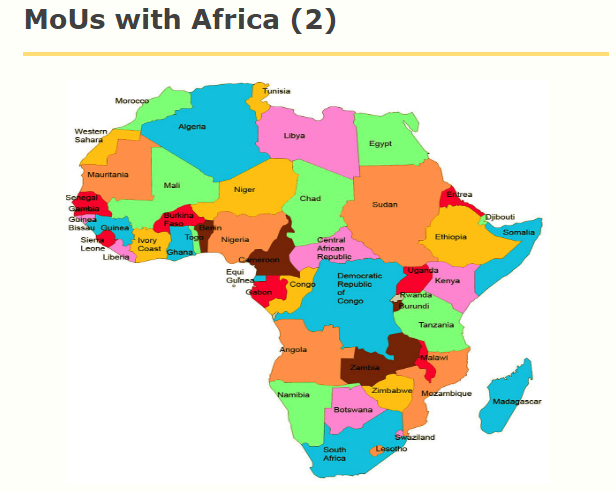 MoUs with Africa (2)
Tunisia
Morocco
Algeria
Libya
Egypt
Western
Sahara
Mauritania
Mali
Niger
Chad
Sudan
Eritrea
Senegal
Gambia
Guinea
Bissau
Guinea
Burkina
Faso
Benin
Djibouti
Somalia
Sierra
Leone
Liberia
Ivory
Coast
Togo
Ghana
Nigeria
Ethiopia
Central
African
Republic
Cameroon
Equi
Guinea
Gabon
Congo
Democratic
Republic
of
Congo
Uganda
Kenya
Rwanda
Burundi
Tanzania
Angola
Zambia
Malawi
Namibia
Zimbabwe
Mozambique
Madagascar
Botswana
Swaziland
South
Africa
Lesotho